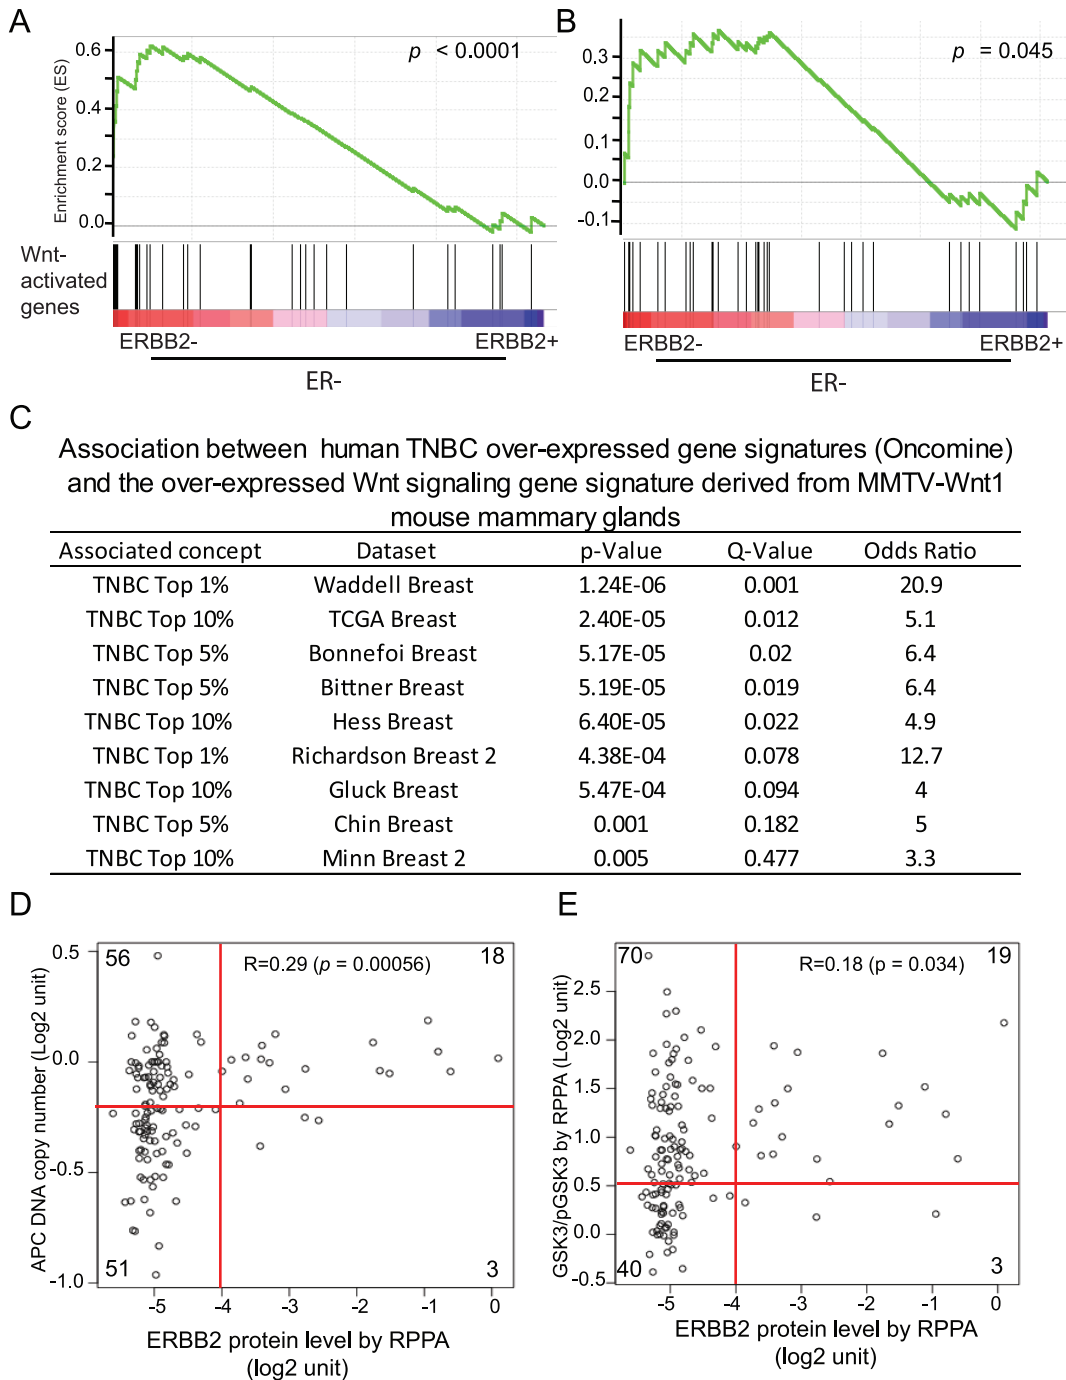 A
B
p < 0.0001
p = 0.045
Enrichment score (ES)
0.6
0.4
0.2
0.0
0.3
0.2
0.1
0.0
-0.1
Wnt-
activated
genes
ERBB2-
ERBB2+
ER-
ERBB2-
ERBB2+
ER-
C
Association between human TNBC over-expressed gene signatures (Oncomine)
and the over-expressed Wnt signaling gene signature derived from MMTV-Wnt1
mouse mammary glands
Associated concept Dataset p-Value Q-Value Odds Ratio
TNBC Top 1% Waddell Breast 1.24E-06 0.001 20.9
TNBC Top 10% TCGA Breast 2.40E-05 0.012 5.1
TNBC Top 5% Bonnefoi Breast 5.17E-05 0.02 6.4
TNBC Top 5% Bittner Breast 5.19E-05 0.019 6.4
TNBC Top 10% Hess Breast 6.40E-05 0.022 4.9
TNBC Top 1% Richardson Breast 2 4.38E-04 0.078 12.7
TNBC Top 10% Gluck Breast 5.47E-04 0.094 4
TNBC Top 5% Chin Breast 0.001 0.182 5
TNBC Top 10% Minn Breast 2 0.005 0.477 3.3
D
APC DNA copy number (Log2 unit)
0.5
0.0
-0.5
-1.0
56
R=0.29 (p = 0.00056)
18
51
3
-5 -4 -3 -2 -1 0
ERBB2 protein level by RPPA
(log2 unit)
E
GSK3/pGSK3 by RPPA (Log2 unit)
2.5
2.0
1.5
1.0
0.5
0.0
-0.5
70
19
R=0.18 (p = 0.034)
40
3
-5 -4 -3 -2 -1 0
ERBB2 protein level by RPPA
(log2 unit)